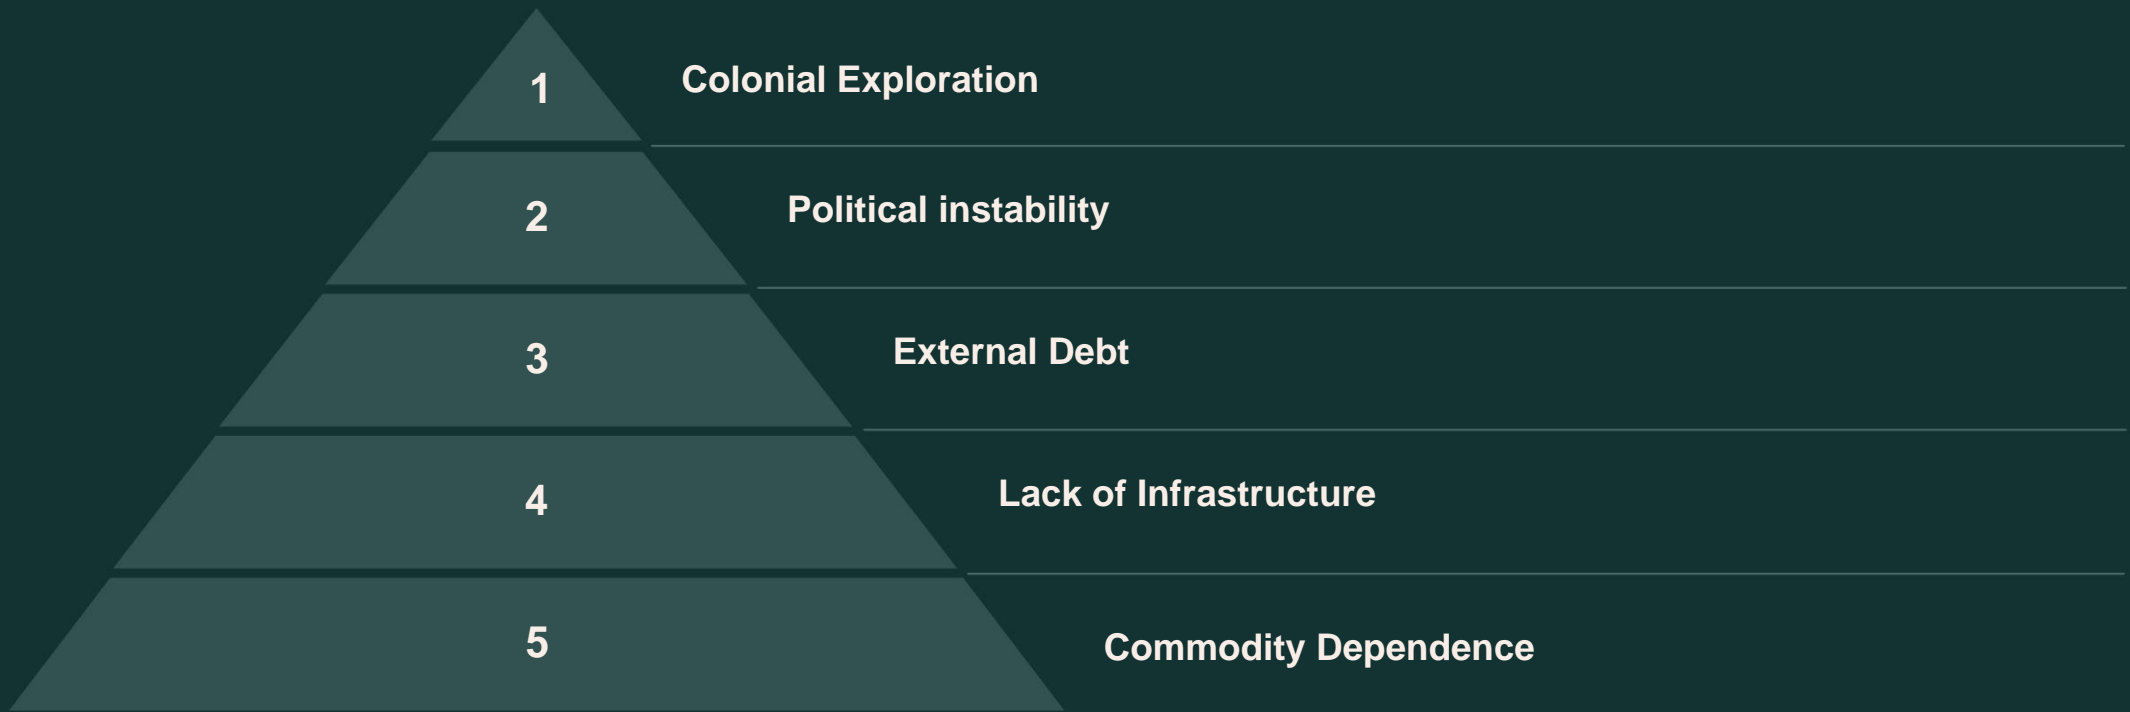 1
Colonial Exploration
2
Political instability
3
External Debt
4
Lack of Infrastructure
5
Commodity Dependence